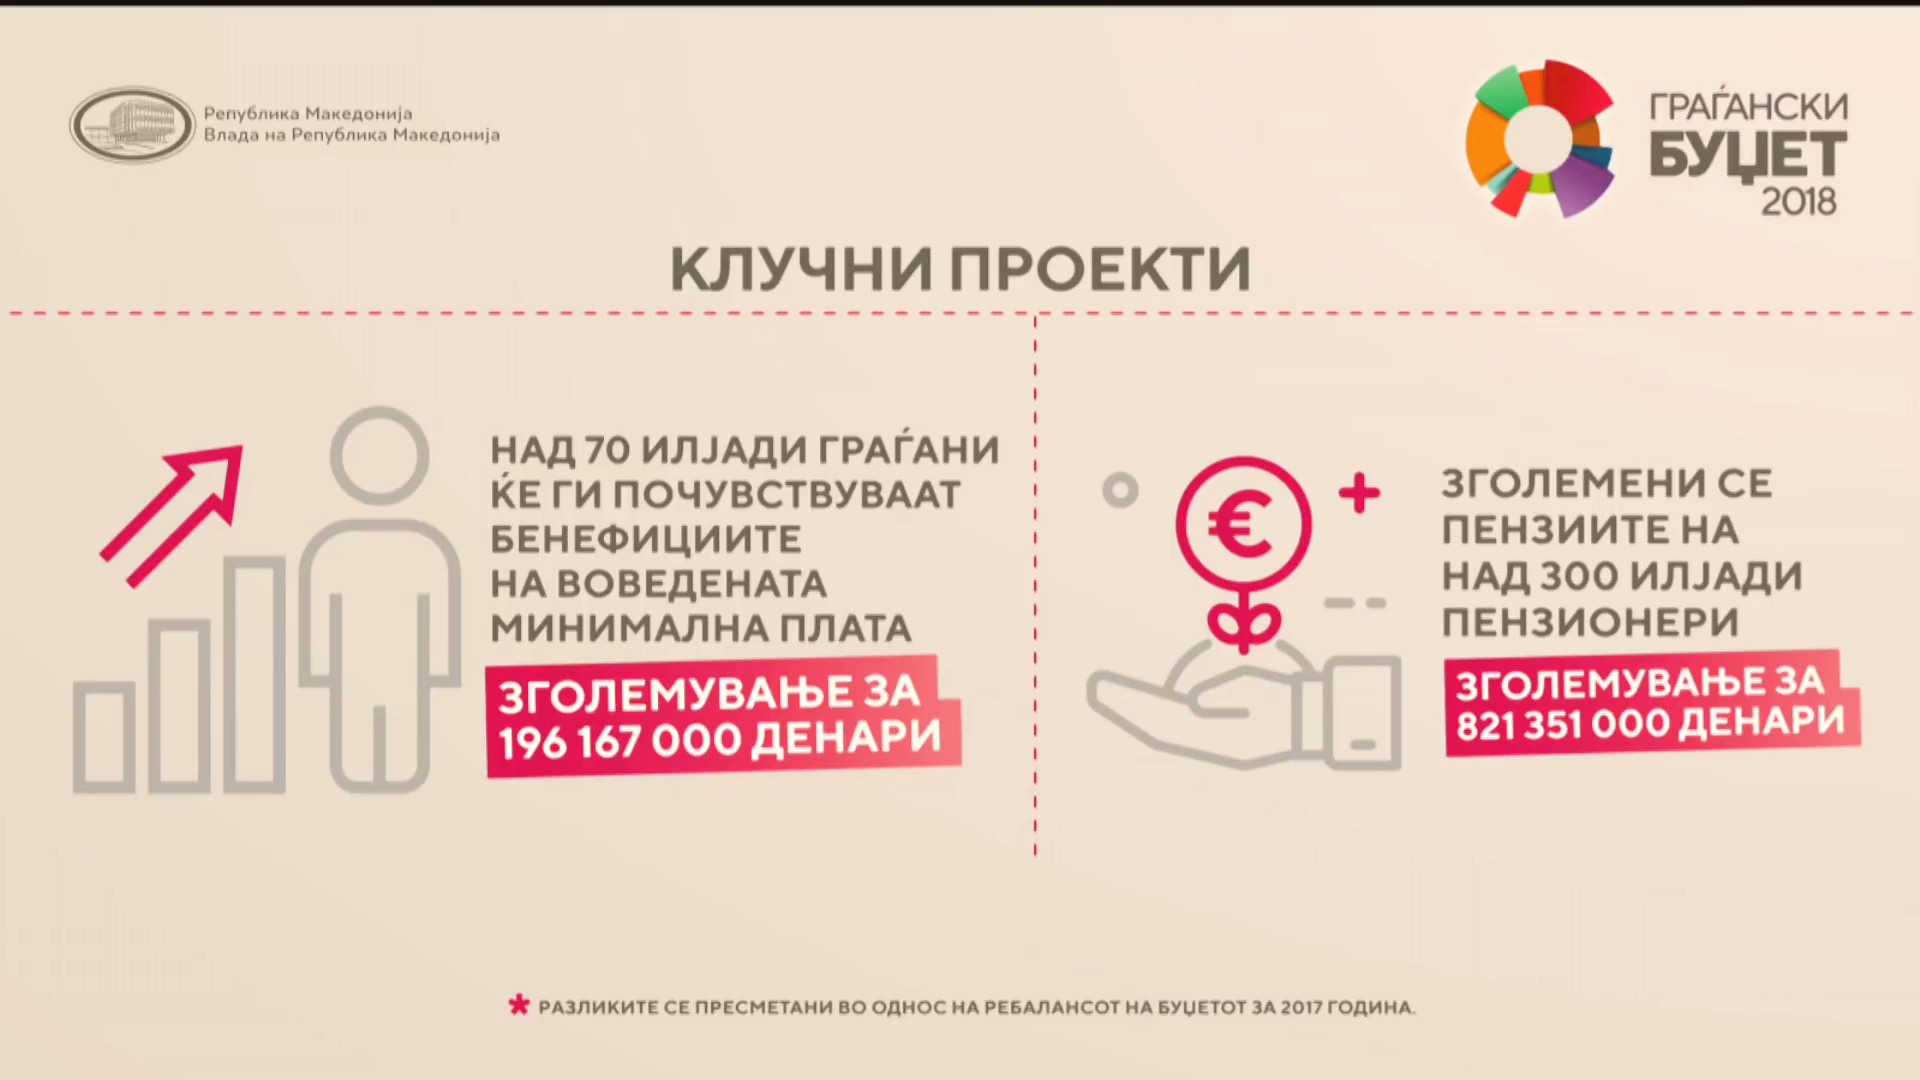 Република Македонија
Влада на Република Македонија
ГРАЃАНСКИ
БУЏЕТ
2018
КЛУЧНИ ПРОЕКТИ
НАД 70 ИЛЈАДИ ГРАЃАНИ
ЌЕ ГИ ПОЧУВСТВУВААТ
БЕНЕФИЦИИТЕ
НА ВОВЕДЕНАТА
МИНИМАЛНА ПЛАТА
ЗГОЛЕМУВАЊЕ ЗА
196 167 000 ДЕНАРИ
€
ЗГОЛЕМЕНИ СЕ
ПЕНЗИИТЕ НА
НАД 300 ИЛЈАДИ
ПЕНЗИОНЕРИ
ЗГОЛЕМУВАЊЕ ЗА
821 351 000 ДЕНАРИ
* РАЗЛИКИТЕ СЕ ПРЕСМЕТАНИ ВО ОДНОС НА РЕБАЛАНСОТ НА БУЏЕТОТ ЗА 2017 ГОДИНА.